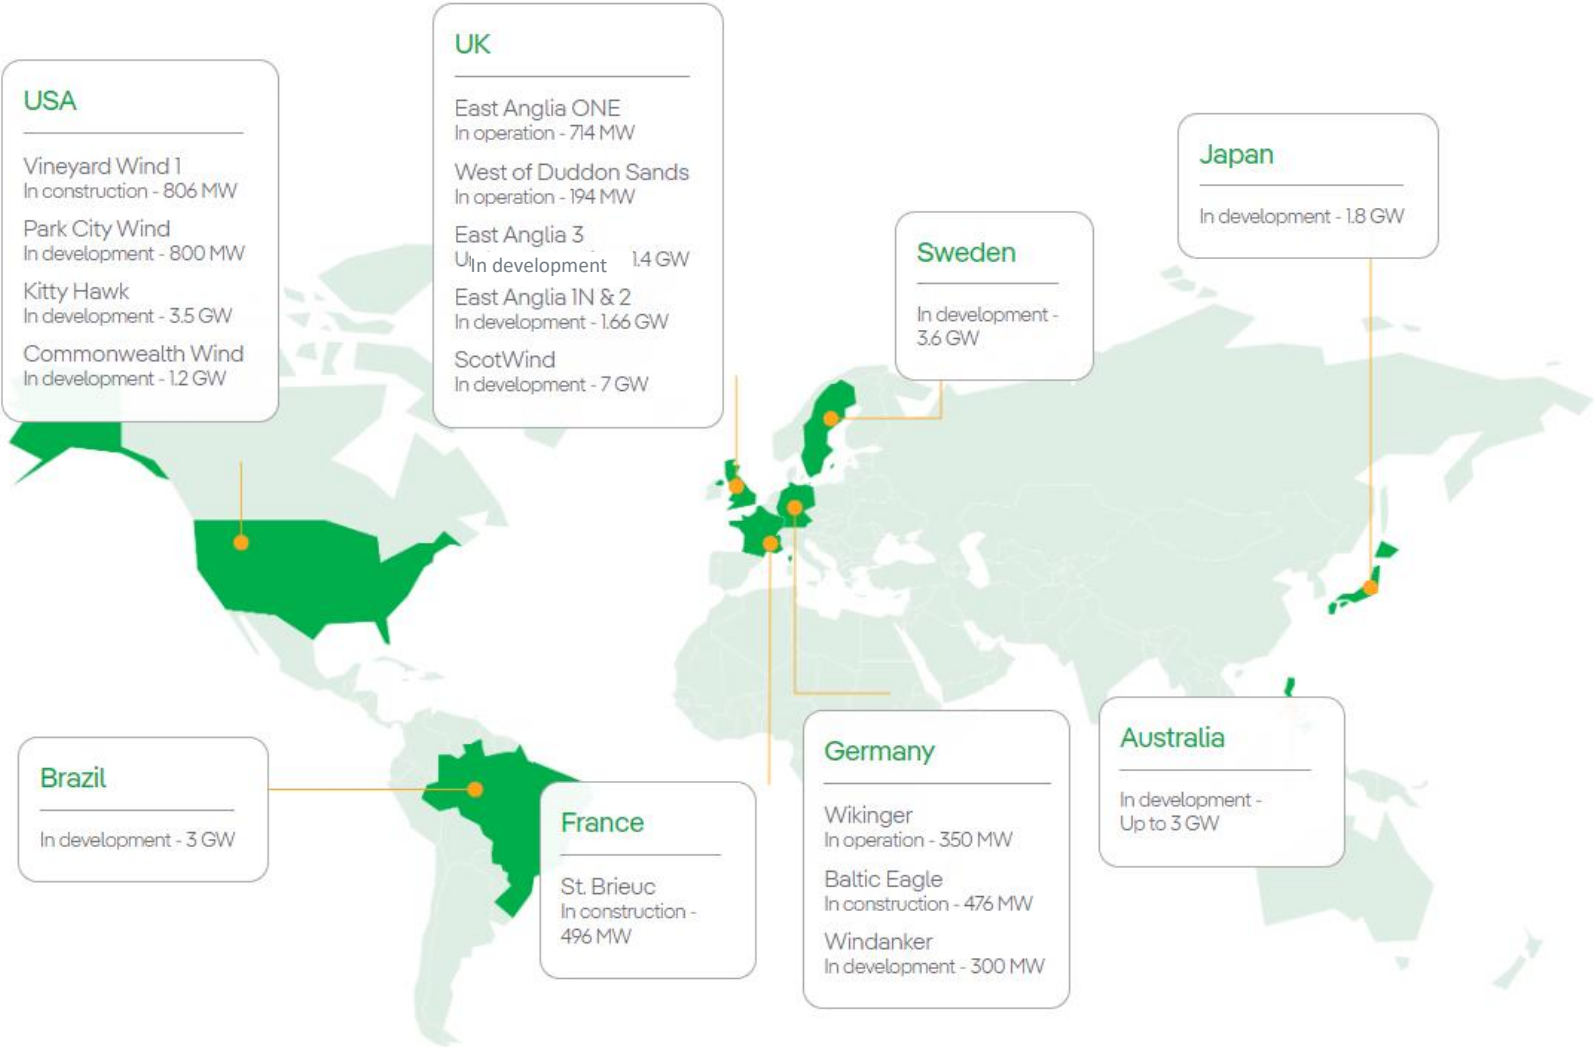 USA
Vineyard Wind 1
In construction - 806 MW
Park City Wind
In development - 800 MW
Kitty Hawk
In development - 3.5 GW
Commonwealth Wind
In development - 1.2 GW
UK
East Anglia ONE
In operation - 714 MW
West of Duddon Sands
In operation - 194 MW
East Anglia 3
In development 1.4 GW
East Anglia 1N & 2
In development - 1.66 GW
ScotWind
In development - 7 GW
Sweden
In development -
3.6 GW
Japan
In development - 1.8 GW
Brazil
In development - 3 GW
France
St. Brieuc
In construction -
496 MW
Germany
Wikinger
In operation - 350 MW
Baltic Eagle
In construction - 476 MW
Windanker
In development - 300 MW
Australia
In development -
Up to 3 GW